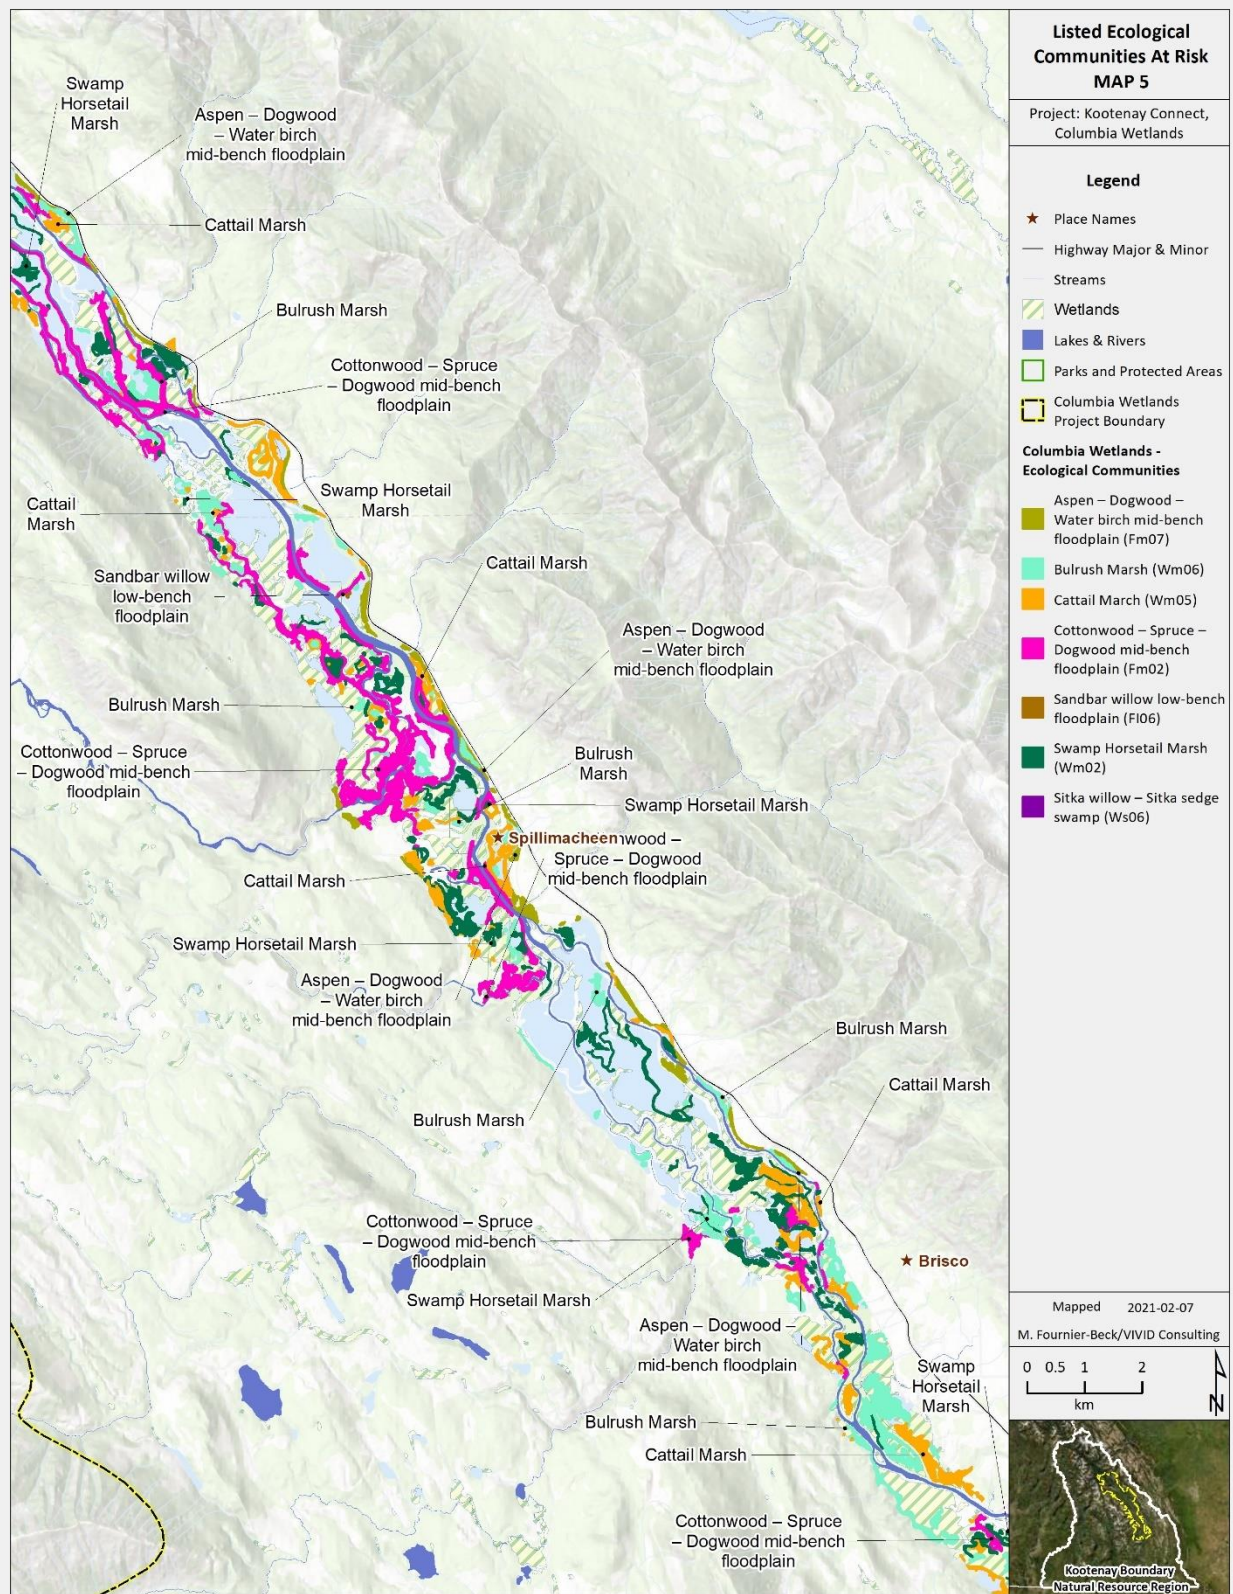 Listed Ecological
Communities At Risk
MAP 5
Project: Kootenay Connect,
Columbia Wetlands
Legend
Place Names
Highway Major & Minor
Streams
Wetlands
Lakes & Rivers
Parks and Protected Areas
Columbia Wetlands
Project Boundary
Columbia Wetlands -
Ecological Communities
Aspen – Dogwood –
Water birch mid-bench
floodplain (Fm07)
Bulrush Marsh (Wm06)
Cattail March (Wm05)
Cottonwood – Spruce –
Dogwood mid-bench
floodplain (Fm02)
Sandbar willow low-bench
floodplain (Fl06)
Swamp Horsetail Marsh
(Wm02)
Sitka willow – Sitka sedge
swamp (Ws06)
Mapped 2021-02-07
M. Fournier-Beck/VIVID Consulting
0 0.5 1 2
km
N
Kootenay Boundary
Natural Resource Region
Swamp
Horsetail
Marsh
Aspen – Dogwood
– Water birch
mid-bench floodplain
Cattail Marsh
Bulrush Marsh
Cottonwood – Spruce
– Dogwood mid-bench
floodplain
Swamp Horsetail
Marsh
Cattail
Marsh
Cattail Marsh
Sandbar willow
low-bench
floodplain
Aspen – Dogwood
– Water birch
mid-bench floodplain
Bulrush Marsh
Cottonwood – Spruce
– Dogwood mid-bench
floodplain
Bulrush
Marsh
Swamp Horsetail Marsh
Spillimacheen
wood –
Spruce – Dogwood
mid-bench floodplain
Cattail Marsh
Swamp Horsetail Marsh
Aspen – Dogwood
– Water birch
mid-bench floodplain
Bulrush Marsh
Cattail Marsh
Bulrush Marsh
Cottonwood – Spruce
– Dogwood mid-bench
floodplain
Brisco
Swamp Horsetail Marsh
Aspen – Dogwood –
Water birch
mid-bench floodplain
Swamp
Horsetail
Marsh
Bulrush Marsh
Cattail Marsh
Cottonwood – Spruce
– Dogwood mid-bench
floodplain